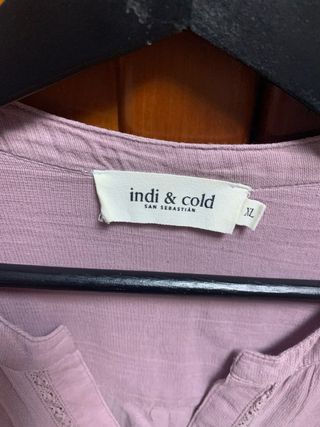 indi & cold
SAN SEBASTIÁN
XL